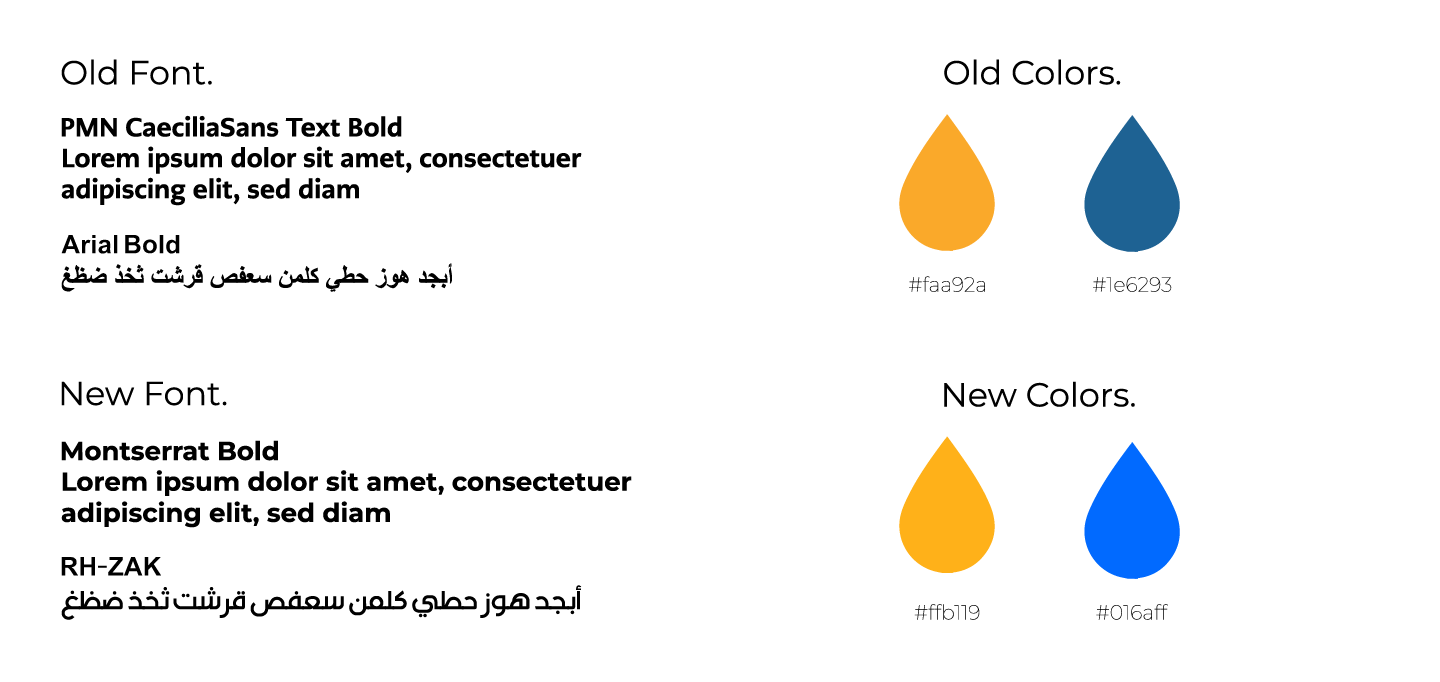 Old Font.
PMN CaeciliaSans Text Bold
Lorem ipsum dolor sit amet, consectetuer
adipiscing elit, sed diam
Arial Bold
أبجد هوز حطي كلمن سعفص قرشت ثخذ ضظغ
Old Colors.
#faa92a
#1e6293
New Font.
Montserrat Bold
Lorem ipsum dolor sit amet, consectetuer
adipiscing elit, sed diam
RH-ZAK
أبجد هوز حطي كلمن سعفص قرشت ثخذ ضظاغ
New Colors.
#ffb119
#016aff